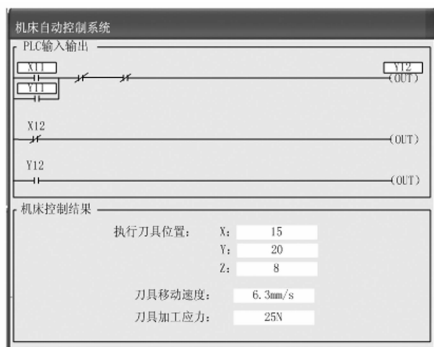 机床自动控制系统
PLC输入输出
X11 Y12
(OUT)
Y11
X12
(OUT)
Y12
(OUT)
机床控制结果
执行刀具位置: X: 15
Y: 20
Z: 8
刀具移动速度: 6.3mm/s
刀具加工应力: 25N